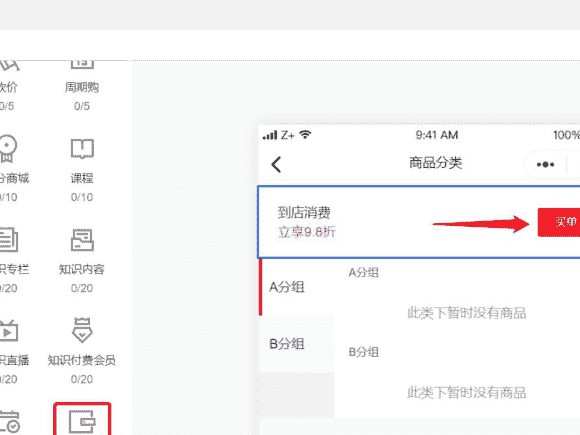 砍价 周期购
0/5 0/5
分商城 课程
0/10 0/10
识专栏 知识内容
0/20 0/20
识直播 知识付费会员
0/20 0/20
Z+ 9:41 AM 100%
商品分类
到店消费
立享9.8折
买单
A分组
B分组
A分组
此类下暂时没有商品
B分组
此类下暂时没有商品